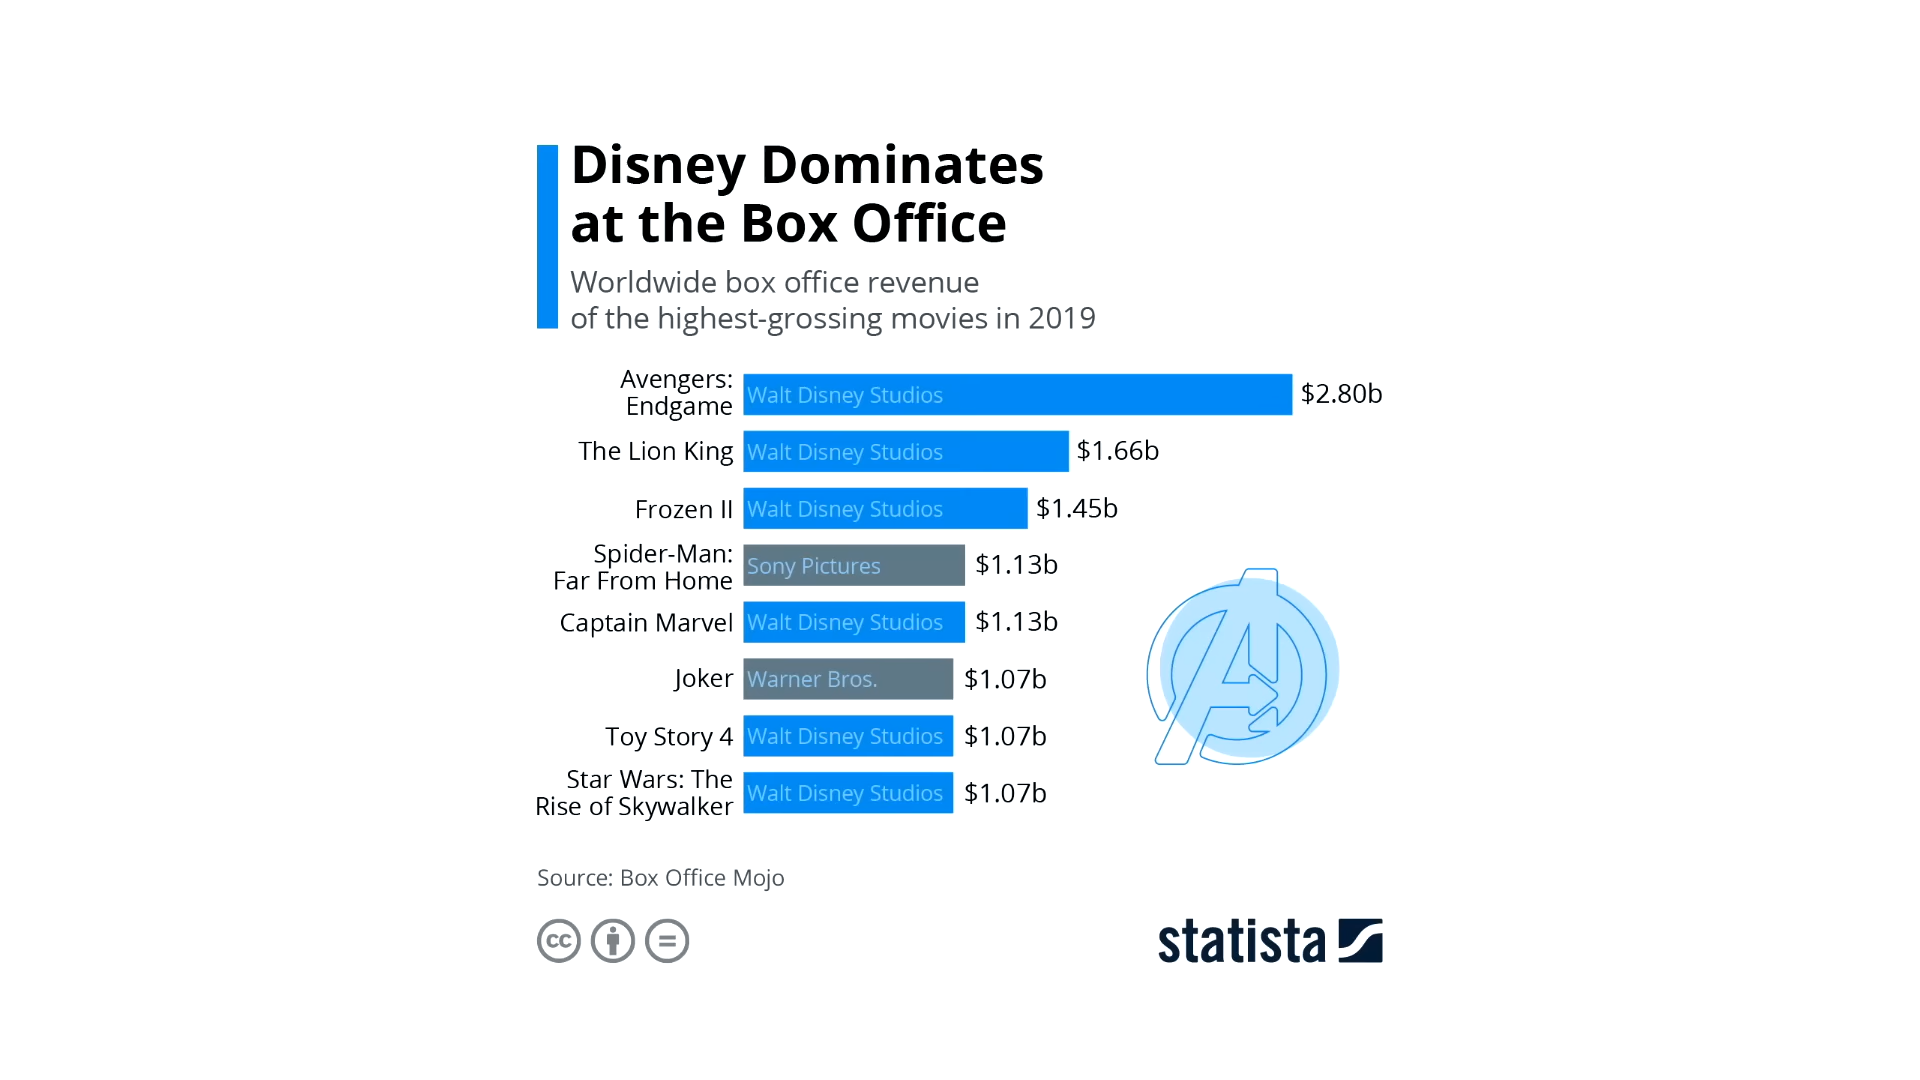 Disney Dominates
at the Box Office
Worldwide box office revenue
of the highest-grossing movies in 2019
Avengers:
Endgame
Walt Disney Studios
$2.80b
The Lion King
Walt Disney Studios
$1.66b
Frozen II
Walt Disney Studios
$1.45b
Spider-Man:
Far From Home
Sony Pictures
$1.13b
Captain Marvel
Walt Disney Studios
$1.13b
Joker
Warner Bros.
$1.07b
Toy Story 4
Walt Disney Studios
$1.07b
Star Wars: The
Rise of Skywalker
Walt Disney Studios
$1.07b
Source: Box Office Mojo
cc
=
statista